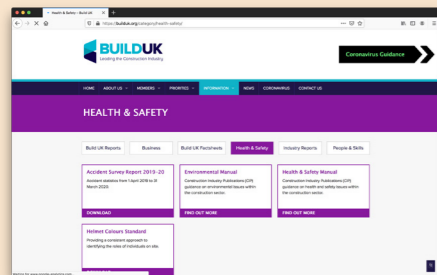 Health & Safety - Build UK
https://builduk.org/category/health-safety/
BUILDUK
Leading the Construction Industry
Coronavirus Guidance
HOME ABOUT US MEMBERS PRIORITIES INFORMATION NEWS CORONAVIRUS CONTACT US
HEALTH & SAFETY
Build UK Reports Business Build UK Factsheets Health & Safety Industry Reports People & Skills
Accident Survey Report 2019-20
Accident statistics from 1 April 2019 to 31
March 2020.
DOWNLOAD
Environmental Manual
Construction Industry Publications (CIP)
guidance on environmental issues within
the construction sector.
FIND OUT MORE
Health & Safety Manual
Construction Industry Publications (CIP)
guidance on health and safety issues within
the construction sector.
FIND OUT MORE
Helmet Colours Standard
Providing a consistent approach to
identifying the roles of individuals on site.